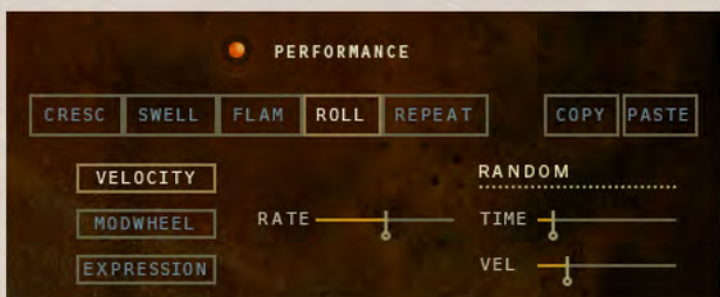 PERFORMANCE
CRESC SWELL FLAM ROLL REPEAT COPY PASTE
VELOCITY RANDOM
MODWHEEL RATE TIME
EXPRESSION VEL